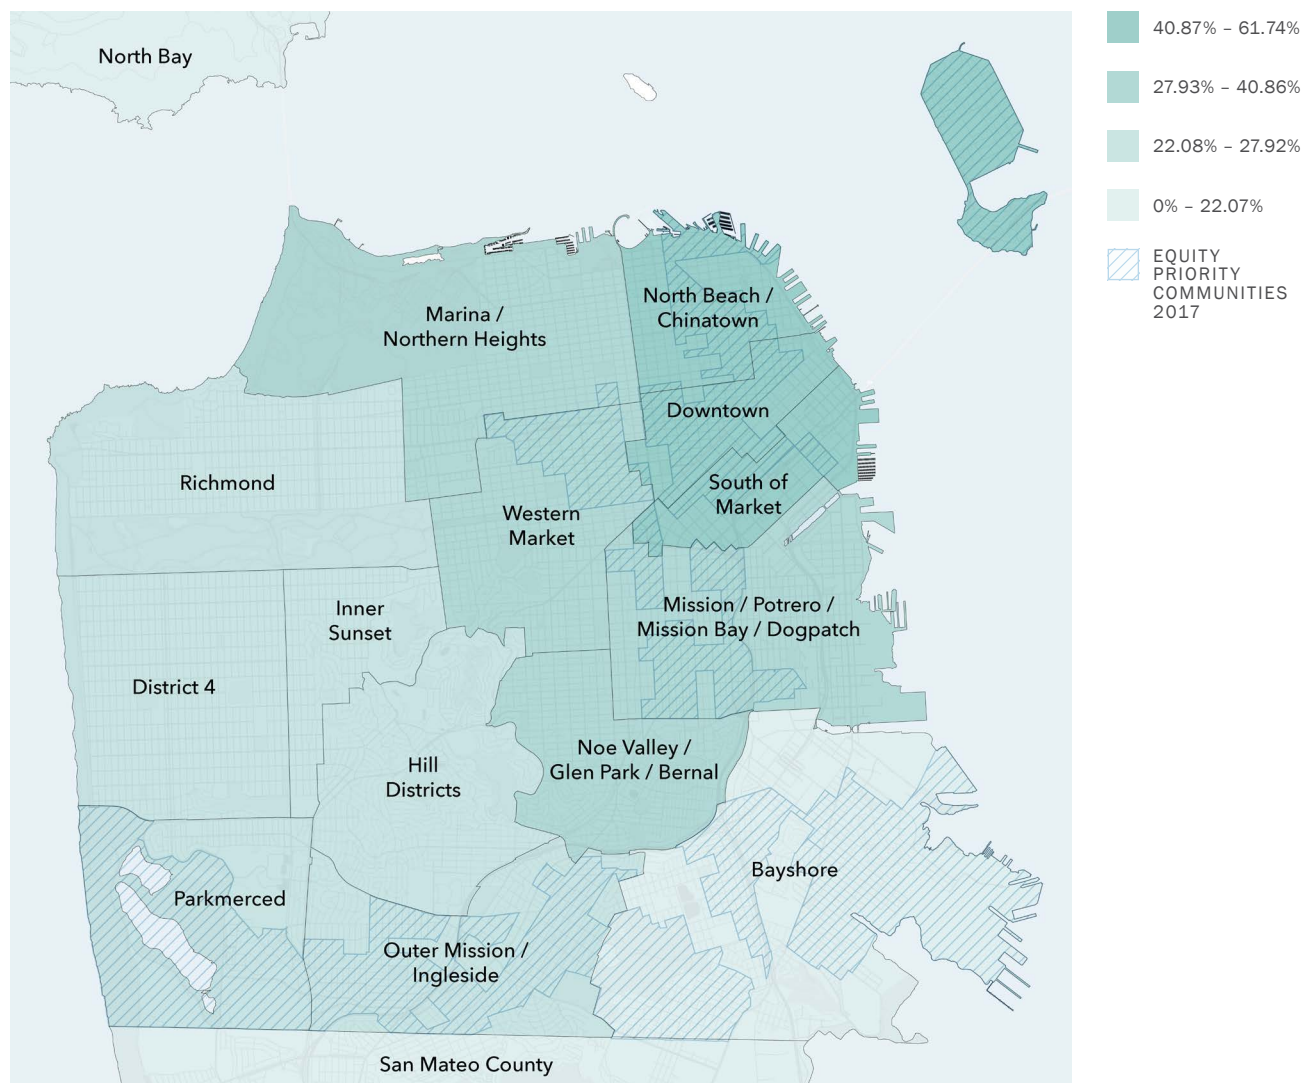 North Bay
Marina /
Northern Heights
North Beach /
Chinatown
Downtown
Richmond
South of
Market
Western
Market
Inner
Sunset
Mission / Potrero /
Mission Bay / Dogpatch
District 4
Noe Valley /
Glen Park / Bernal
Hill
Districts
Bayshore
Parkmerced
Outer Mission /
Ingleside
San Mateo County
40.87% – 61.74%
27.93% – 40.86%
22.08% – 27.92%
0% – 22.07%
EQUITY
PRIORITY
COMMUNITIES
2017